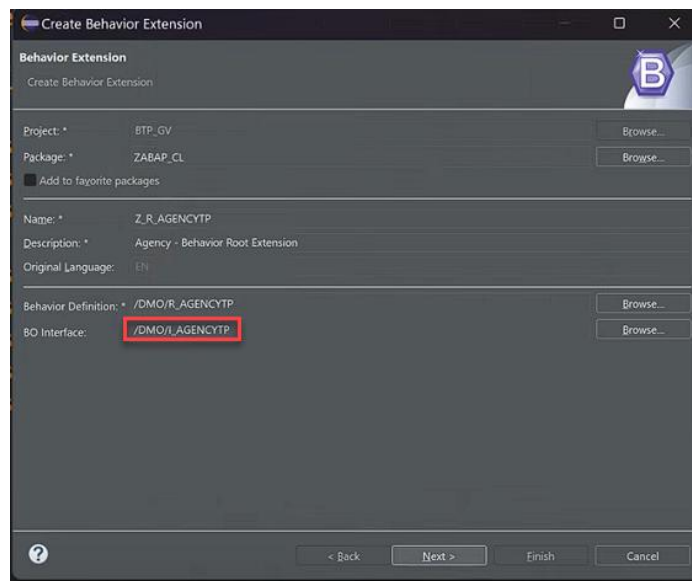 Create Behavior Extension
Behavior Extension
Create Behavior Extension
B
Project: * BTP_GV Browse...
Package: * ZABAP_CL Browse...
Add to favorite packages
Name: * Z_R_AGENCYTP
Description: * Agency - Behavior Root Extension
Original Language: EN
Behavior Definition: * /DMO/R_AGENCYTP Browse...
BO Interface: /DMO/I_AGENCYTP Browse...
? < Back Next > Finish Cancel